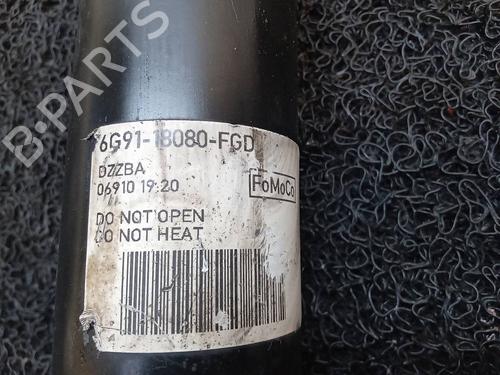 B-PARTS
6G91-18080-FGD
DZZBA
06910 19:20
FoMoCo
DO NOT OPEN
DO NOT HEAT